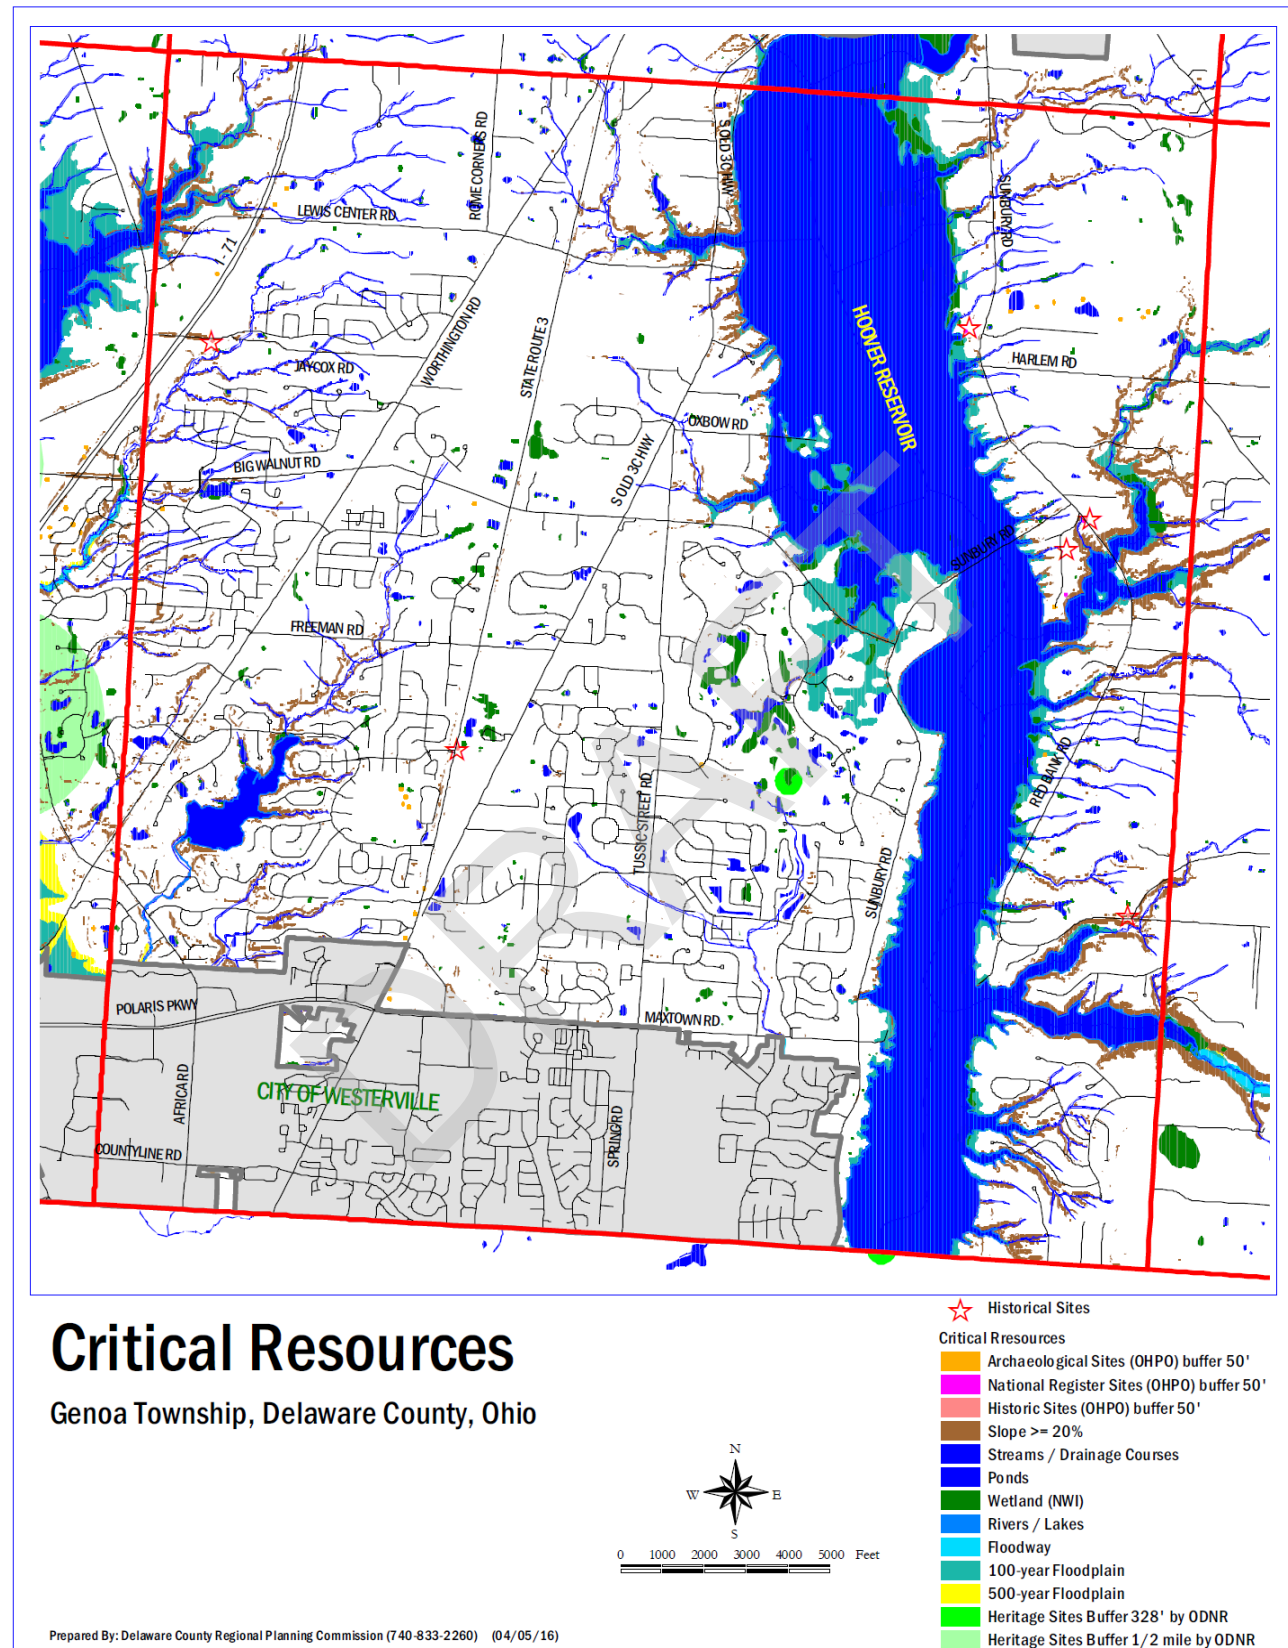 ROME CORNERS RD
S OLD 3C HWY
SUNBURY RD
LEWIS CENTER RD
I - 71
WORTHINGTON RD
STATE ROUTE 3
HOOVER RESERVOIR
HARLEM RD
JAYCOX RD
OXBOW RD
S OLD 3C HWY
BIG WALNUT RD
SUNBURY RD
FREEMAN RD
RED BANK RD
TUSSIC STREET RD
SUNBURY RD
DRAFT
POLARIS PKWY
MAXTOWN RD.
AFRICA RD
CITY OF WESTERVILLE
SPRING RD
COUNTYLINE RD
Critical Resources
Genoa Township, Delaware County, Ohio
N
W E
S
0 1000 2000 3000 4000 5000 Feet
Historical Sites
Critical Rresources
Archaeological Sites (OHPO) buffer 50'
National Register Sites (OHPO) buffer 50'
Historic Sites (OHPO) buffer 50'
Slope >= 20%
Streams / Drainage Courses
Ponds
Wetland (NWI)
Rivers / Lakes
Floodway
100-year Floodplain
500-year Floodplain
Heritage Sites Buffer 328' by ODNR
Heritage Sites Buffer 1/2 mile by ODNR
Prepared By: Delaware County Regional Planning Commission (740-833-2260) (04/05/16)